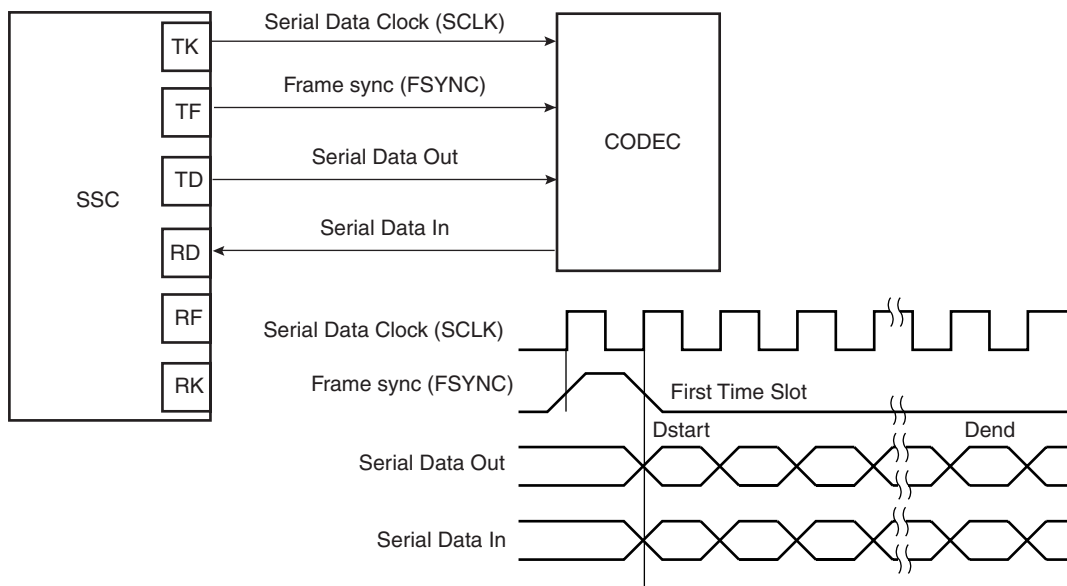 SSC
TK
TF
TD
RD
RF
RK
Serial Data Clock (SCLK)
Frame sync (FSYNC)
Serial Data Out
Serial Data In
CODEC
Serial Data Clock (SCLK)
Frame sync (FSYNC)
First Time Slot
Dstart
Dend
Serial Data Out
Serial Data In